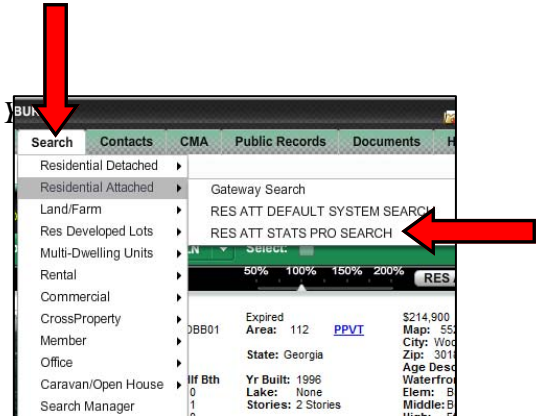 Search Contacts CMA Public Records Documents
Residential Detached
Residential Attached
Land/Farm
Res Developed Lots
Multi-Dwelling Units
Rental
Commercial
CrossProperty
Member
Office
Caravan/Open House
Search Manager
Gateway Search
RES ATT DEFAULT SYSTEM SEARCH
RES ATT STATS PRO SEARCH
Select:
50% 100% 150% 200% RES
Expired $214,900
Area: 112 PPVT Map:
City:
State: Georgia Zip:
Yr Built: 1996
Lake: None Elem:
Stories: 2 Stories Middle: